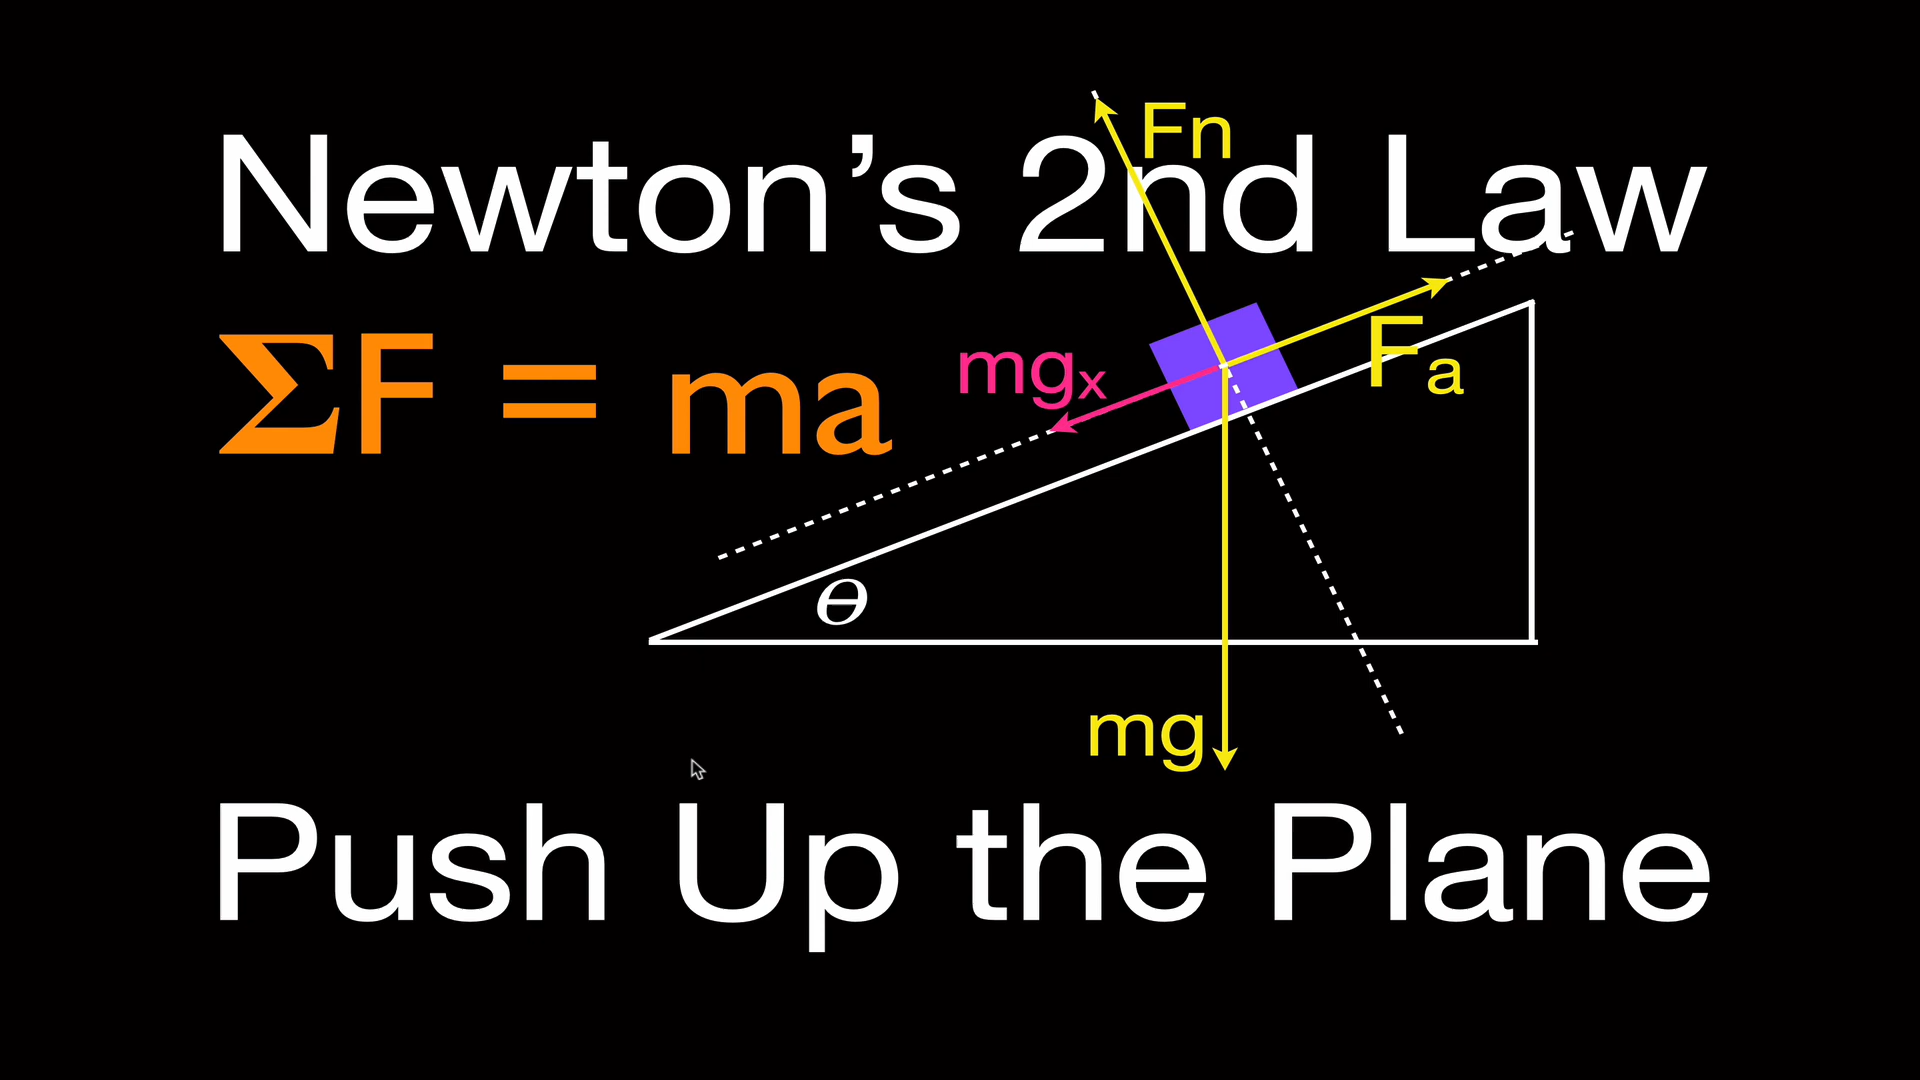 Fn
Newton’s 2nd Law
ΣF = ma
mgₓ
Fₐ
θ
mg
Push Up the Plane